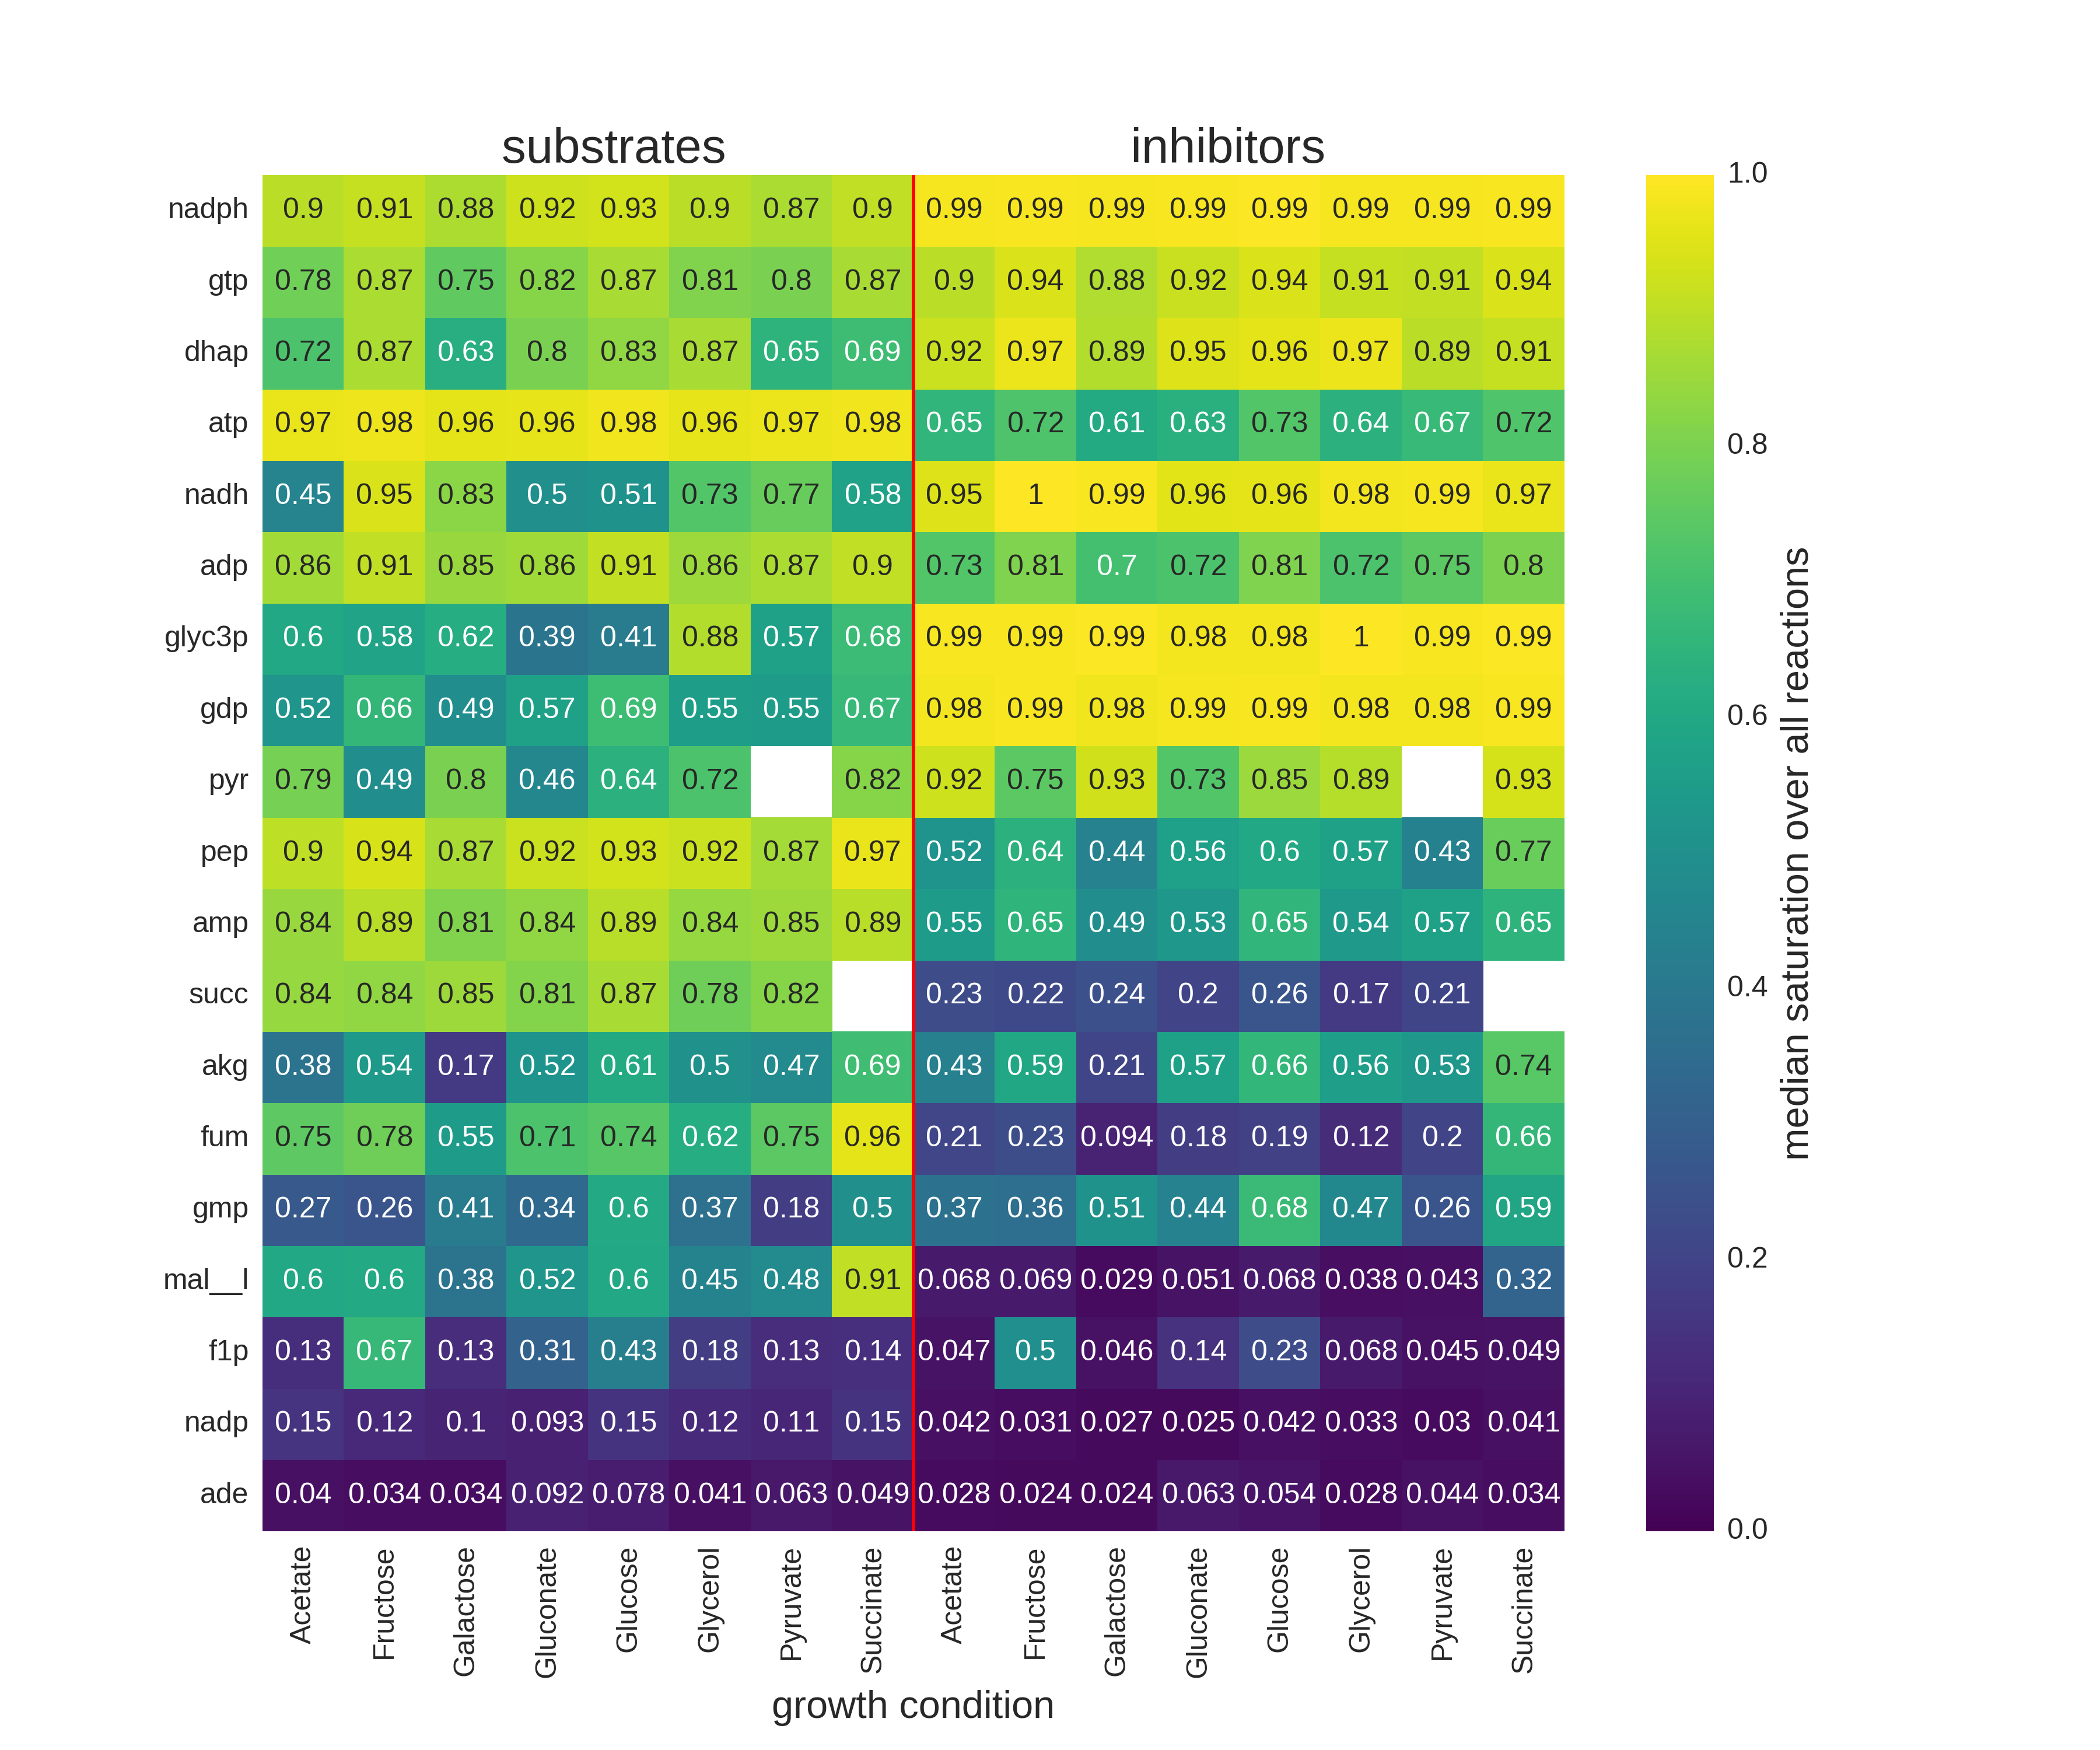 substrates inhibitors
nadph 0.9 0.91 0.88 0.92 0.93 0.9 0.87 0.9 0.99 0.99 0.99 0.99 0.99 0.99 0.99 0.99
gtp 0.78 0.87 0.75 0.82 0.87 0.81 0.8 0.87 0.9 0.94 0.88 0.92 0.94 0.91 0.91 0.94
dhap 0.72 0.87 0.63 0.8 0.83 0.87 0.65 0.69 0.92 0.97 0.89 0.95 0.96 0.97 0.89 0.91
atp 0.97 0.98 0.96 0.96 0.98 0.96 0.97 0.98 0.65 0.72 0.61 0.63 0.73 0.64 0.67 0.72
nadh 0.45 0.95 0.83 0.5 0.51 0.73 0.77 0.58 0.95 1 0.99 0.96 0.96 0.98 0.99 0.97
adp 0.86 0.91 0.85 0.86 0.91 0.86 0.87 0.9 0.73 0.81 0.7 0.72 0.81 0.72 0.75 0.8
glyc3p 0.6 0.58 0.62 0.39 0.41 0.88 0.57 0.68 0.99 0.99 0.99 0.98 0.98 1 0.99 0.99
gdp 0.52 0.66 0.49 0.57 0.69 0.55 0.55 0.67 0.98 0.99 0.98 0.99 0.99 0.98 0.98 0.99
pyr 0.79 0.49 0.8 0.46 0.64 0.72 0.82 0.92 0.75 0.93 0.73 0.85 0.89 0.93
pep 0.9 0.94 0.87 0.92 0.93 0.92 0.87 0.97 0.52 0.64 0.44 0.56 0.6 0.57 0.43 0.77
amp 0.84 0.89 0.81 0.84 0.89 0.84 0.85 0.89 0.55 0.65 0.49 0.53 0.65 0.54 0.57 0.65
succ 0.84 0.84 0.85 0.81 0.87 0.78 0.82 0.23 0.22 0.24 0.2 0.26 0.17 0.21
akg 0.38 0.54 0.17 0.52 0.61 0.5 0.47 0.69 0.43 0.59 0.21 0.57 0.66 0.56 0.53 0.74
fum 0.75 0.78 0.55 0.71 0.74 0.62 0.75 0.96 0.21 0.23 0.094 0.18 0.19 0.12 0.2 0.66
gmp 0.27 0.26 0.41 0.34 0.6 0.37 0.18 0.5 0.37 0.36 0.51 0.44 0.68 0.47 0.26 0.59
mal__l 0.6 0.6 0.38 0.52 0.6 0.45 0.48 0.91 0.068 0.069 0.029 0.051 0.068 0.038 0.043 0.32
f1p 0.13 0.67 0.13 0.31 0.43 0.18 0.13 0.14 0.047 0.5 0.046 0.14 0.23 0.068 0.045 0.049
nadp 0.15 0.12 0.1 0.093 0.15 0.12 0.11 0.15 0.042 0.031 0.027 0.025 0.042 0.033 0.03 0.041
ade 0.04 0.034 0.034 0.092 0.078 0.041 0.063 0.049 0.028 0.024 0.024 0.063 0.054 0.028 0.044 0.034
Acetate Fructose Galactose Gluconate Glucose Glycerol Pyruvate Succinate Acetate Fructose Galactose Gluconate Glucose Glycerol Pyruvate Succinate
growth condition
1.0
0.8
0.6
0.4
0.2
0.0
median saturation over all reactions